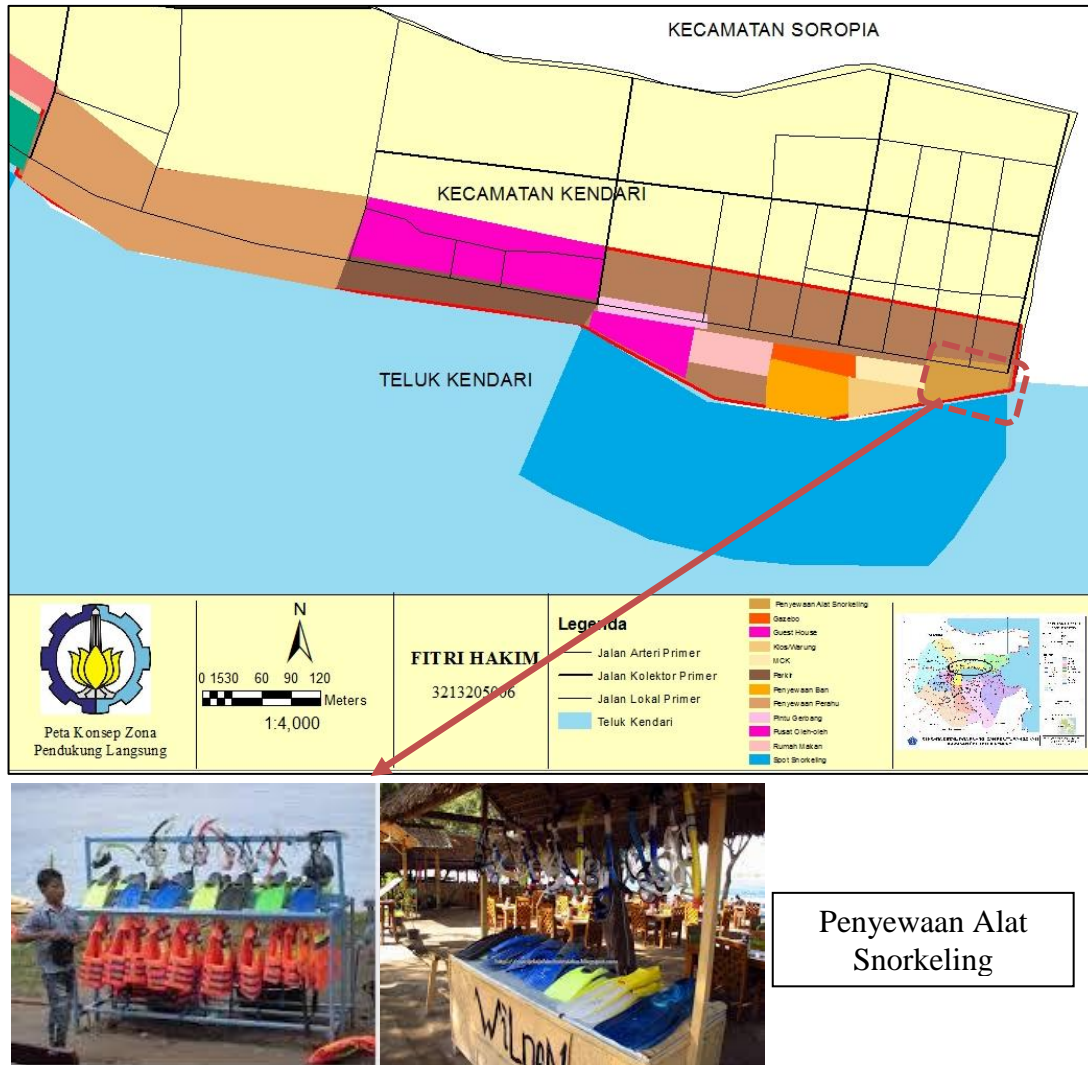 KECAMATAN SOROPIA
KECAMATAN KENDARI
TELUK KENDARI
Peta Konsep Zona
Pendukung Langsung
N
0 1530 60 90 120
Meters
1:4,000
FITRI HAKIM
3213205006
Legenda
Jalan Arteri Primer
Jalan Kolektor Primer
Jalan Lokal Primer
Teluk Kendari
Penyewaan Alat Snorkeling
Gazebo
Guest House
Kios/Warung
MCK
Parkir
Penyewaan Ban
Penyewaan Perahu
Pintu Gerbang
Pusat Oleh-oleh
Rumah Makan
Spot Snorkeling
WiLDAN
Penyewaan Alat
Snorkeling